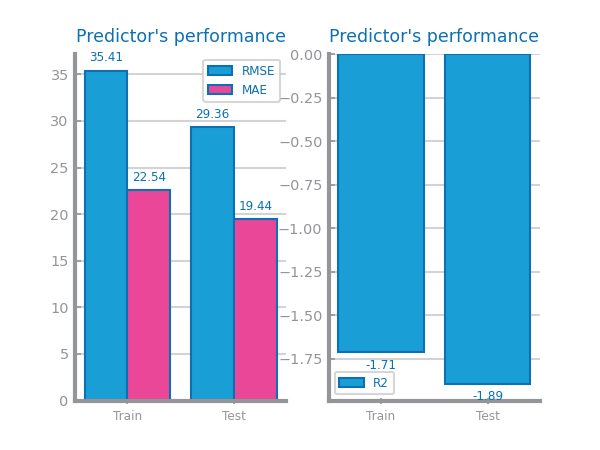 Predictor's performance
35.41
RMSE
MAE
29.36
22.54
19.44
35
30
25
20
15
10
5
0
Train
Test
Predictor's performance
0.00
−0.25
−0.50
−0.75
−1.00
−1.25
−1.50
−1.75
-1.71
R2
-1.89
Train
Test